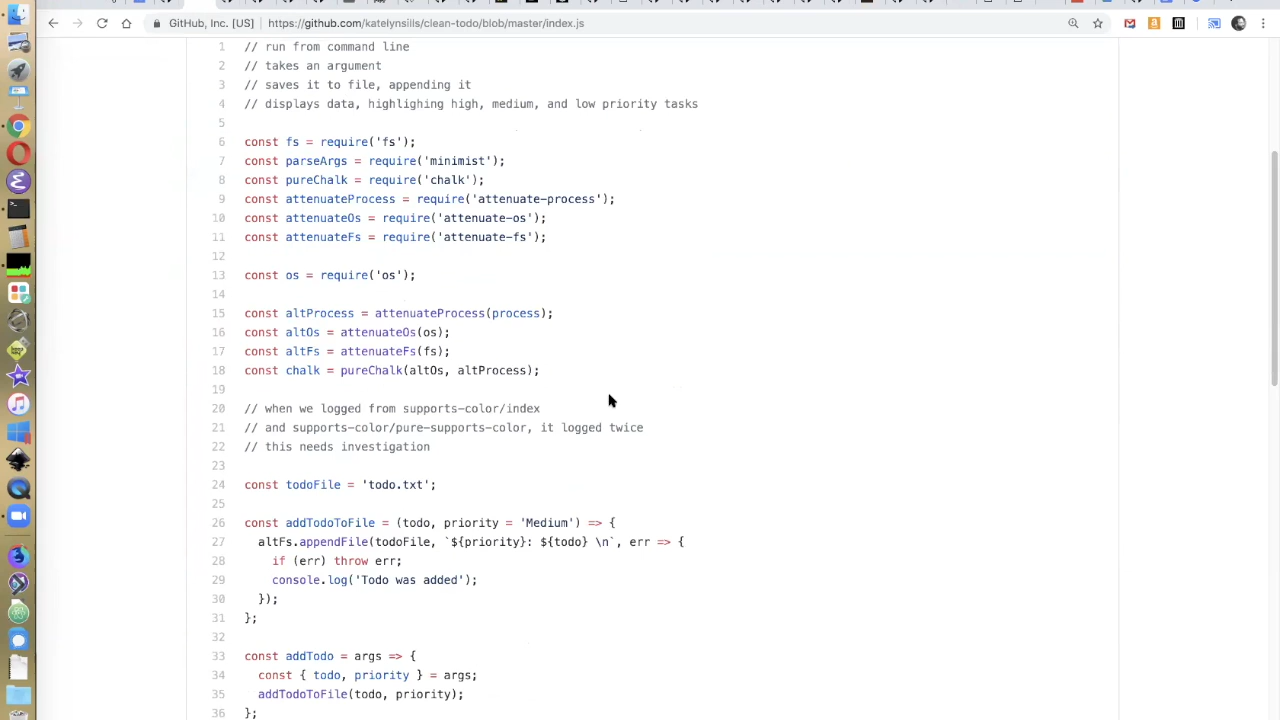 GitHub, Inc. [US] | https://github.com/katelynsills/clean-todo/blob/master/index.js
1 // run from command line
2 // takes an argument
3 // saves it to file, appending it
4 // displays data, highlighing high, medium, and low priority tasks
5
6 const fs = require('fs');
7 const parseArgs = require('minimist');
8 const pureChalk = require('chalk');
9 const attenuateProcess = require('attenuate-process');
10 const attenuateOs = require('attenuate-os');
11 const attenuateFs = require('attenuate-fs');
12
13 const os = require('os');
14
15 const altProcess = attenuateProcess(process);
16 const altOs = attenuateOs(os);
17 const altFs = attenuateFs(fs);
18 const chalk = pureChalk(altOs, altProcess);
19
20 // when we logged from supports-color/index
21 // and supports-color/pure-supports-color, it logged twice
22 // this needs investigation
23
24 const todoFile = 'todo.txt';
25
26 const addTodoToFile = (todo, priority = 'Medium') => {
27 altFs.appendFile(todoFile, `${priority}: ${todo} \n`, err => {
28 if (err) throw err;
29 console.log('Todo was added');
30 });
31 };
32
33 const addTodo = args => {
34 const { todo, priority } = args;
35 addTodoToFile(todo, priority);
36 };